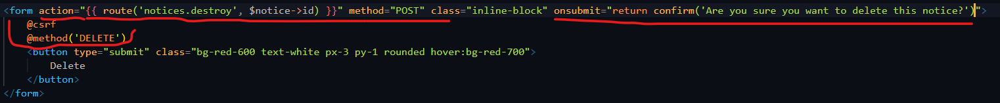 <form action="{{ route('notices.destroy', $notice->id) }}" method="POST" class="inline-block" onsubmit="return confirm('Are you sure you want to delete this notice?')">
@csrf
@method('DELETE')
<button type="submit" class="bg-red-600 text-white px-3 py-1 rounded hover:bg-red-700">
Delete
</button>
</form>